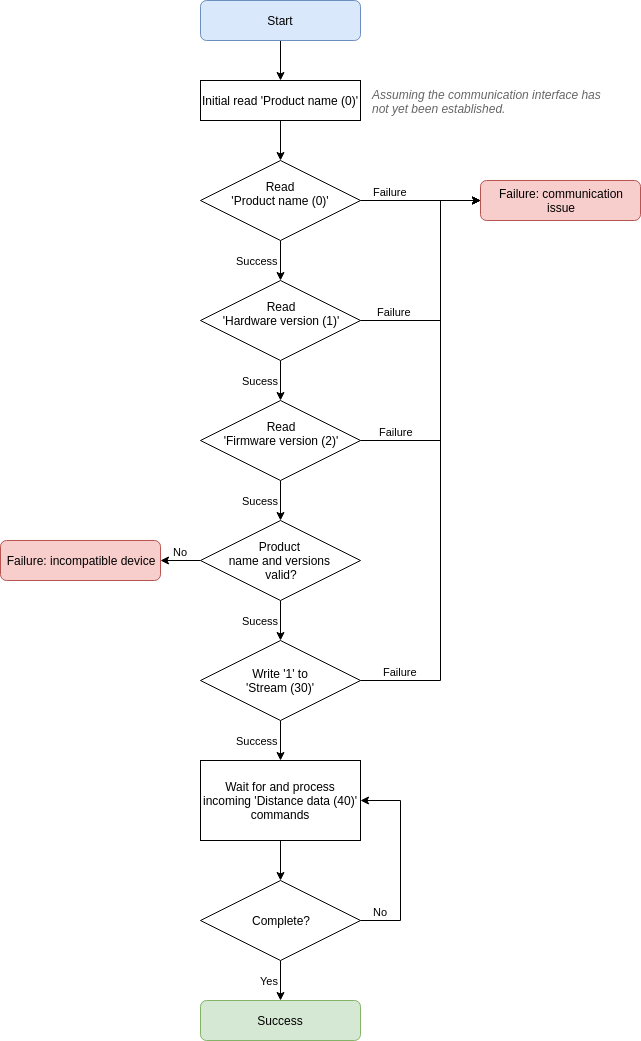 Start
Initial read 'Product name (0)'
Assuming the communication interface has
not yet been established.
Read
'Product name (0)'
Failure
Failure: communication
issue
Success
Read
'Hardware version (1)'
Failure
Sucess
Read
'Firmware version (2)'
Failure
Sucess
Product
name and versions
valid?
No
Failure: incompatible device
Sucess
Write '1' to
'Stream (30)'
Failure
Success
Wait for and process
incoming 'Distance data (40)'
commands
Complete?
No
Yes
Success